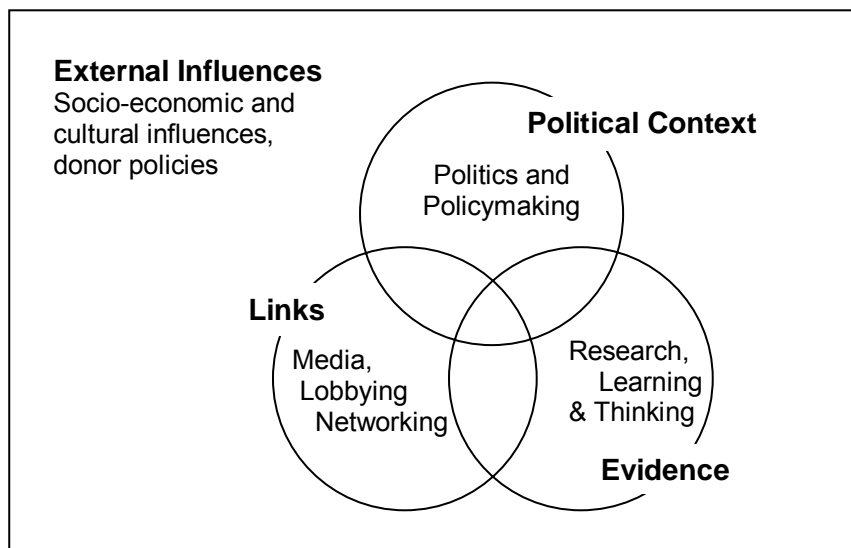 External Influences
Socio-economic and
cultural influences,
donor policies
Political Context
Politics and
Policymaking
Links
Media,
Lobbying
Networking
Research,
Learning
& Thinking
Evidence